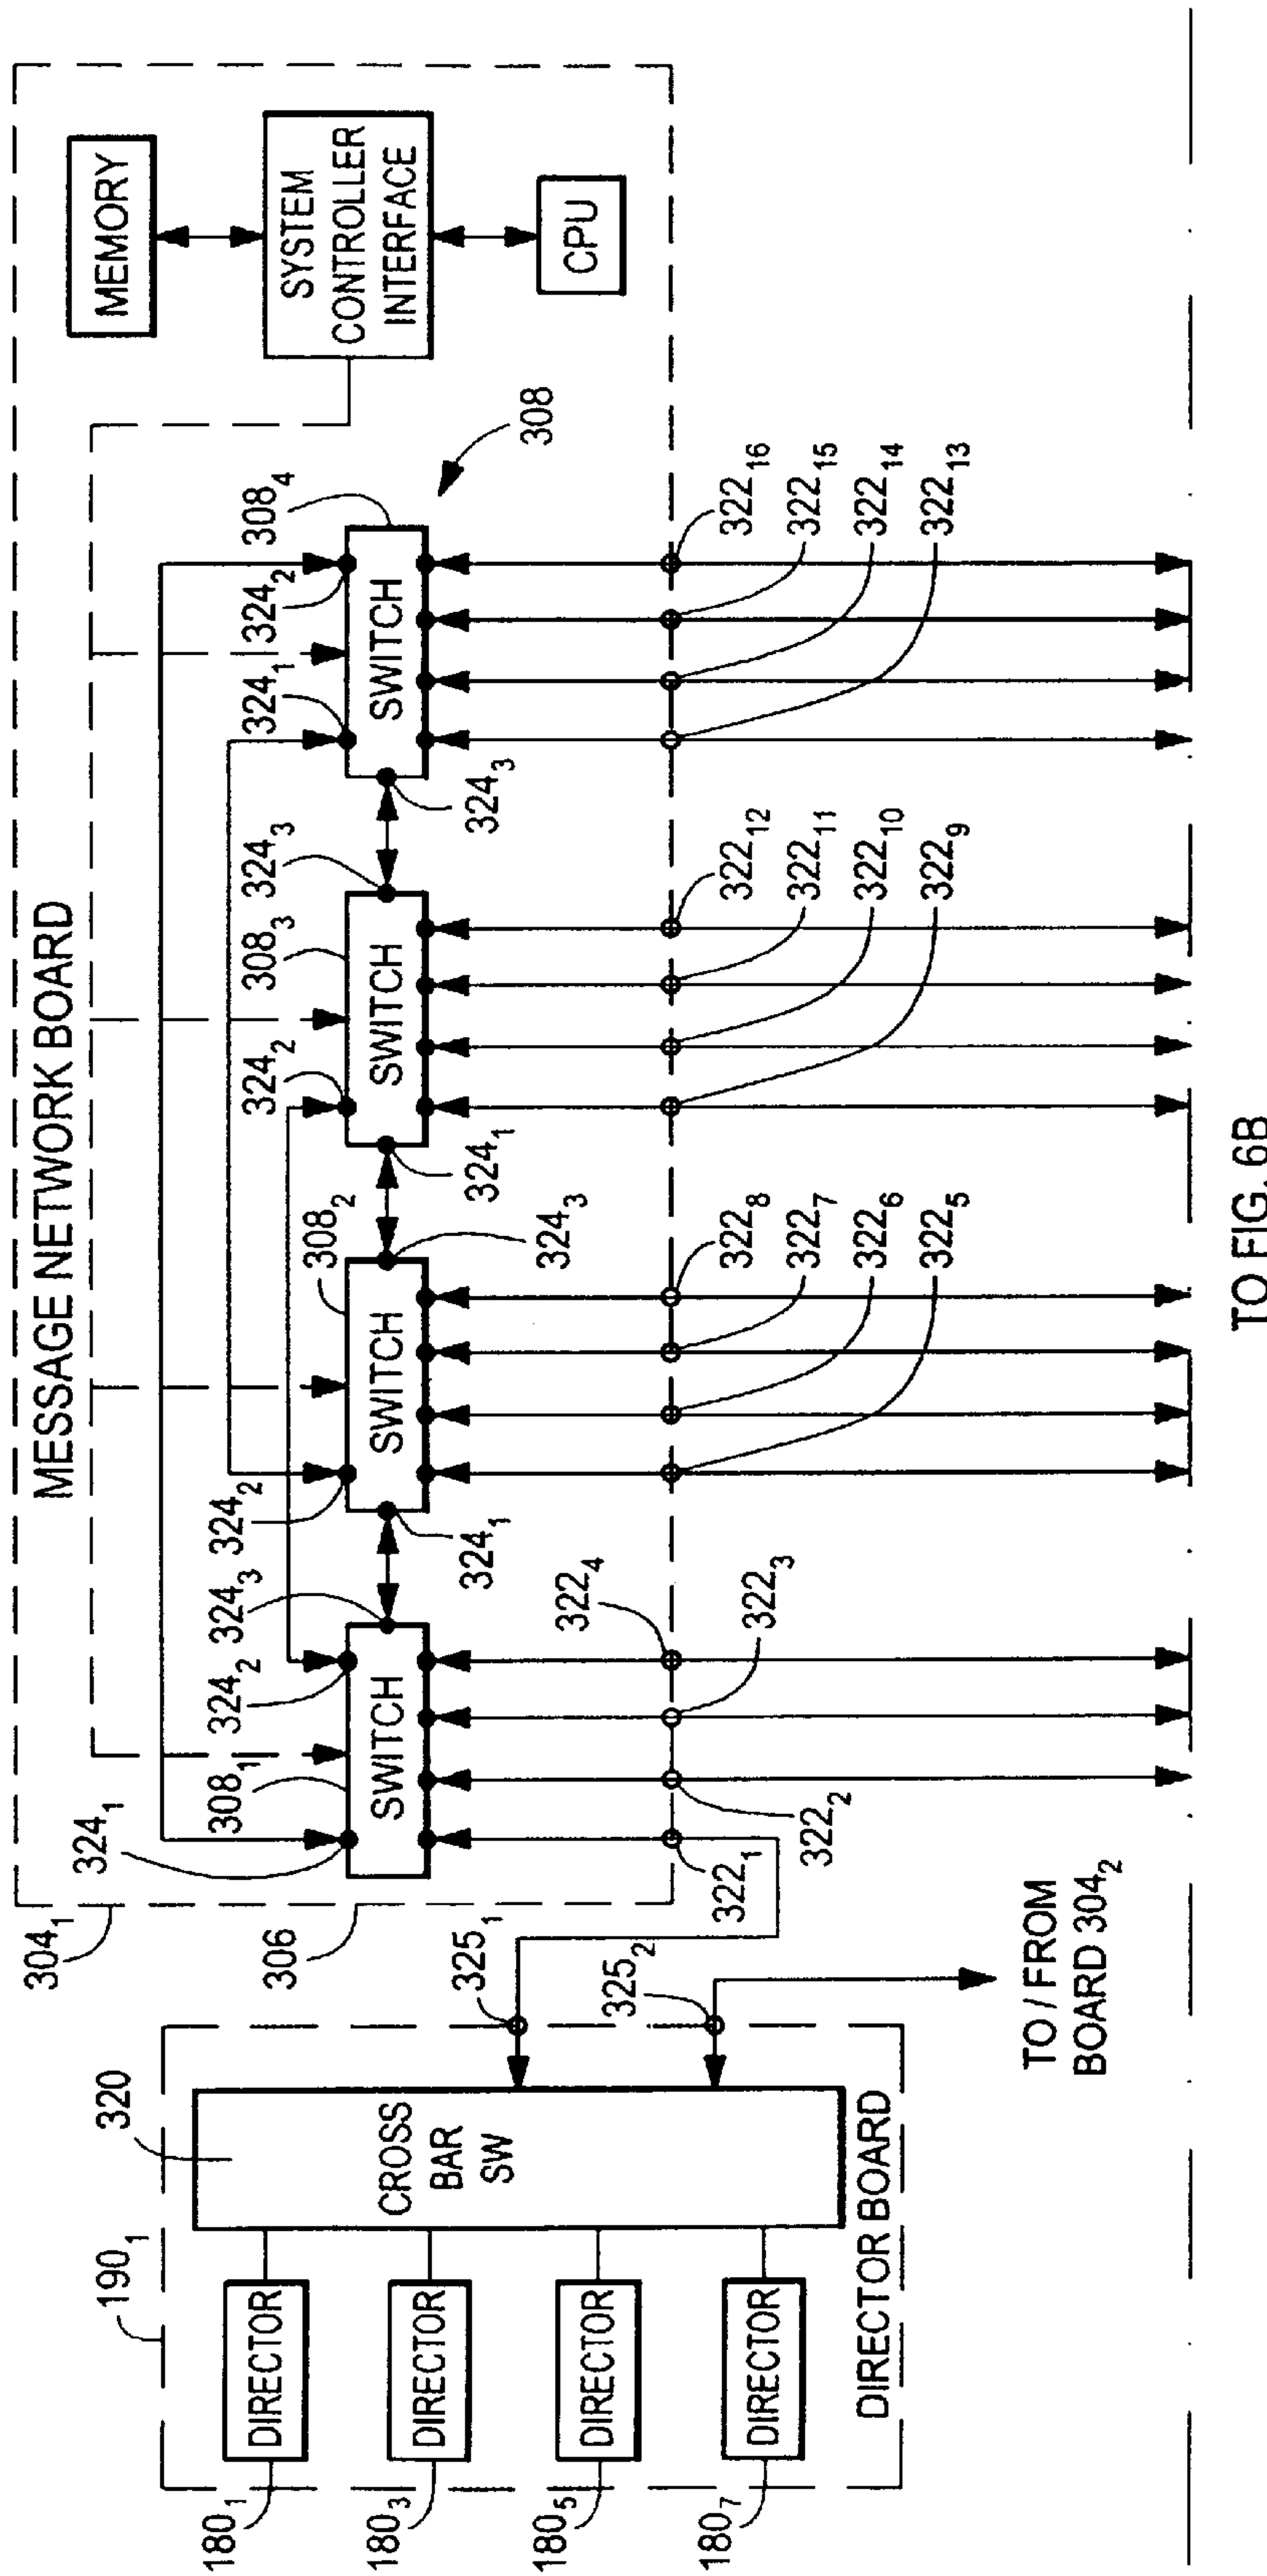 MESSAGE NETWORK BOARD
304₁
306
MEMORY
SYSTEM
CONTROLLER
INTERFACE
CPU
308
324₁
308₁
324₂
324₃
SWITCH
324₂
308₂
SWITCH
324₁
324₃
324₂
308₃
324₃
SWITCH
324₁
324₁
324₂
308₄
SWITCH
324₃
322₁
322₂
322₃
322₄
322₅
322₆
322₇
322₈
322₉
322₁₀
322₁₁
322₁₂
322₁₃
322₁₄
322₁₅
322₁₆
190₁
320
325₁
325₂
CROSS
BAR
SW
180₁
DIRECTOR
180₃
DIRECTOR
180₅
DIRECTOR
180₇
DIRECTOR
DIRECTOR BOARD
TO / FROM
BOARD 304₂
TO FIG. 6B